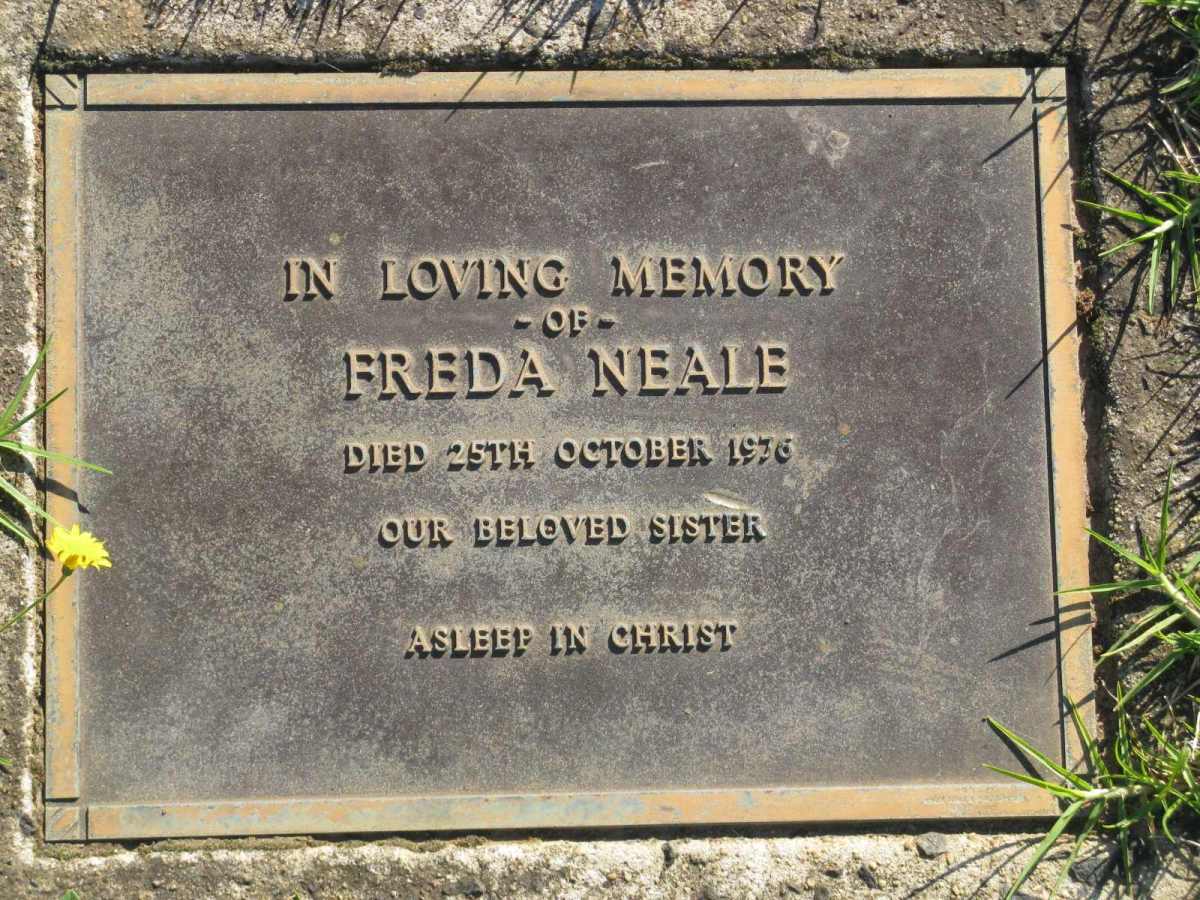 IN LOVING MEMORY
- OF -
FREDA NEALE
DIED 25TH OCTOBER 1976
OUR BELOVED SISTER
ASLEEP IN CHRIST